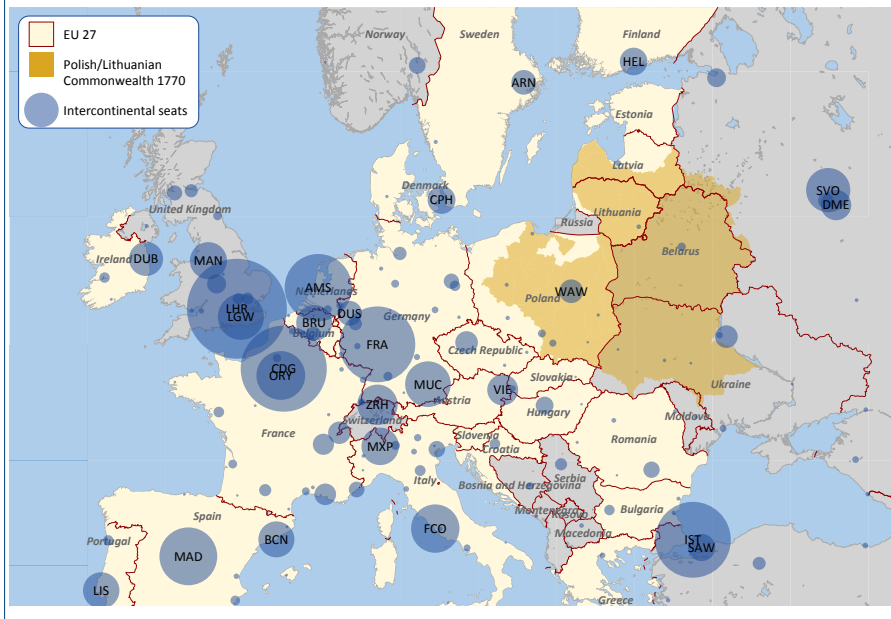 EU 27
Polish/Lithuanian
Commonwealth 1770
Intercontinental seats
Norway
Sweden
Finland
HEL
ARN
Estonia
Latvia
Denmark
CPH
Lithuania
SVO
DME
United Kingdom
Russia
Ireland
DUB
MAN
Belarus
AMS
Netherlands
WAW
Poland
LHR
LGW
DUS
BRU
Belgium
Germany
FRA
CDG
ORY
Czech Republic
MUC
VIE
Slovakia
Ukraine
ZRH
Austria
Hungary
Moldova
Switzerland
France
MXP
Slovenia
Croatia
Romania
Italy
Serbia
Bosnia and Herzegovina
Montenegro
Kosovo
Bulgaria
Spain
FCO
Macedonia
Portugal
BCN
IST
SAW
MAD
LIS
Greece